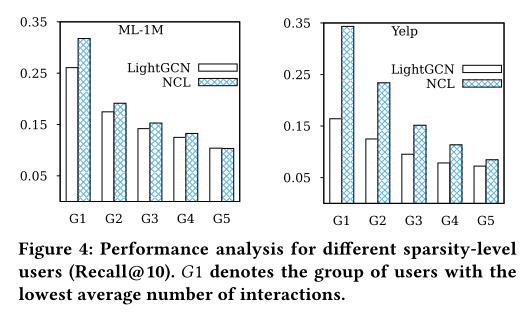 ML-1M
0.35
0.25
0.15
0.05
LightGCN
NCL
G1 G2 G3 G4 G5
Yelp
0.35
0.25
0.15
0.05
LightGCN
NCL
G1 G2 G3 G4 G5
Figure 4: Performance analysis for different sparsity-level
users (Recall@10). G1 denotes the group of users with the
lowest average number of interactions.